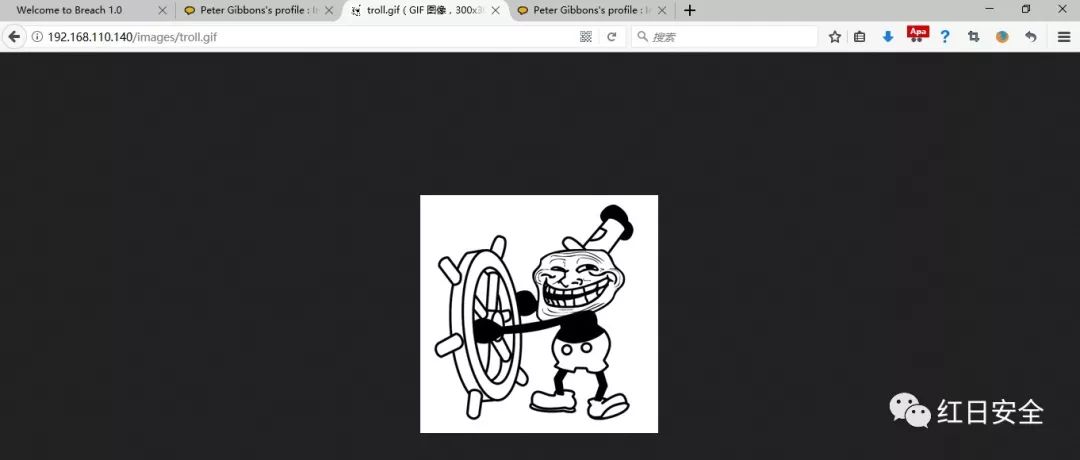 Welcome to Breach 1.0
Peter Gibbons's profile : I
troll.gif (GIF 图像，300x3
Peter Gibbons's profile : I
192.168.110.140/images/troll.gif
搜索
Apa
红日安全